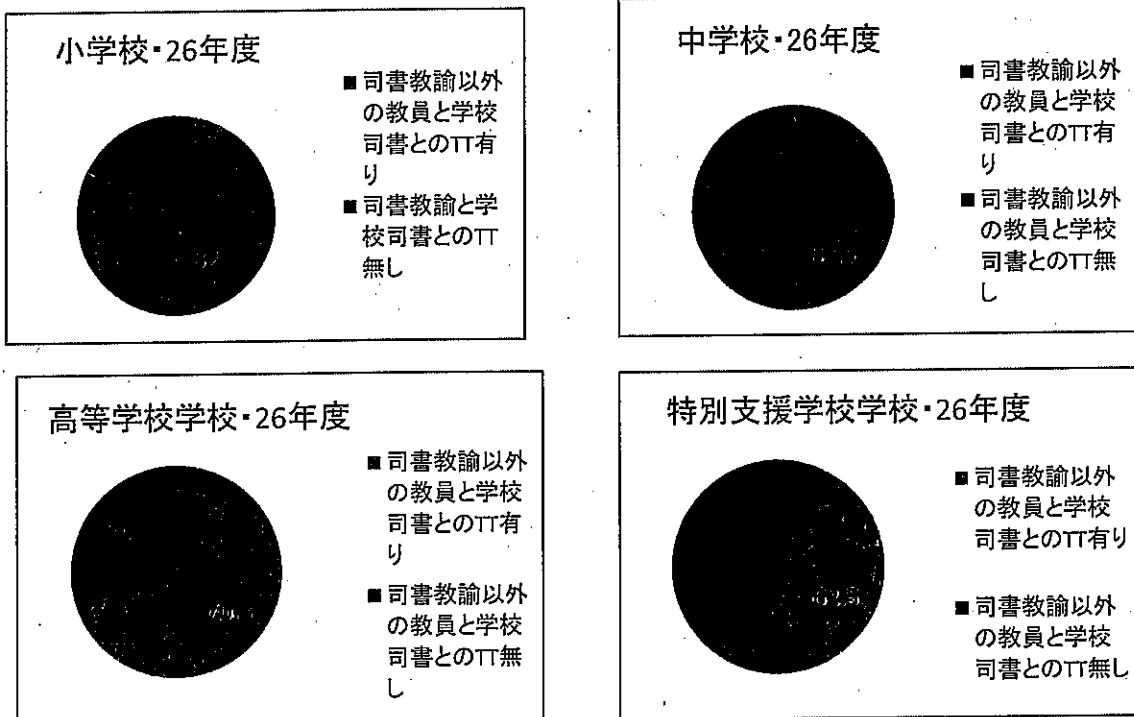 小学校・26年度
■ 司書教諭以外
の教員と学校
司書とのTT有
り
■ 司書教諭と学
校司書とのTT
無し
中学校・26年度
■ 司書教諭以外
の教員と学校
司書とのTT有
り
■ 司書教諭以外
の教員と学校
司書とのTT無
し
高等学校学校・26年度
■ 司書教諭以外
の教員と学校
司書とのTT有
り
■ 司書教諭以外
の教員と学校
司書とのTT無
し
特別支援学校学校・26年度
■ 司書教諭以外
の教員と学校
司書とのTT有り
■ 司書教諭以外
の教員と学校
司書とのTT無し